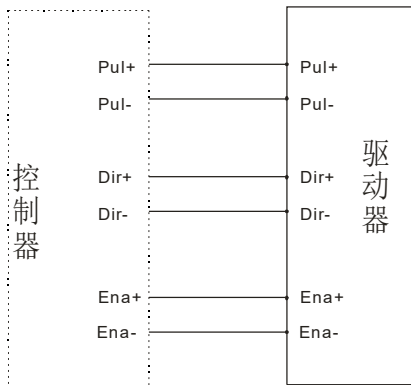 控制器
Pul+ Pul+
Pul- Pul-
Dir+ Dir+
Dir- Dir-
Ena+ Ena+
Ena- Ena-
驱动器